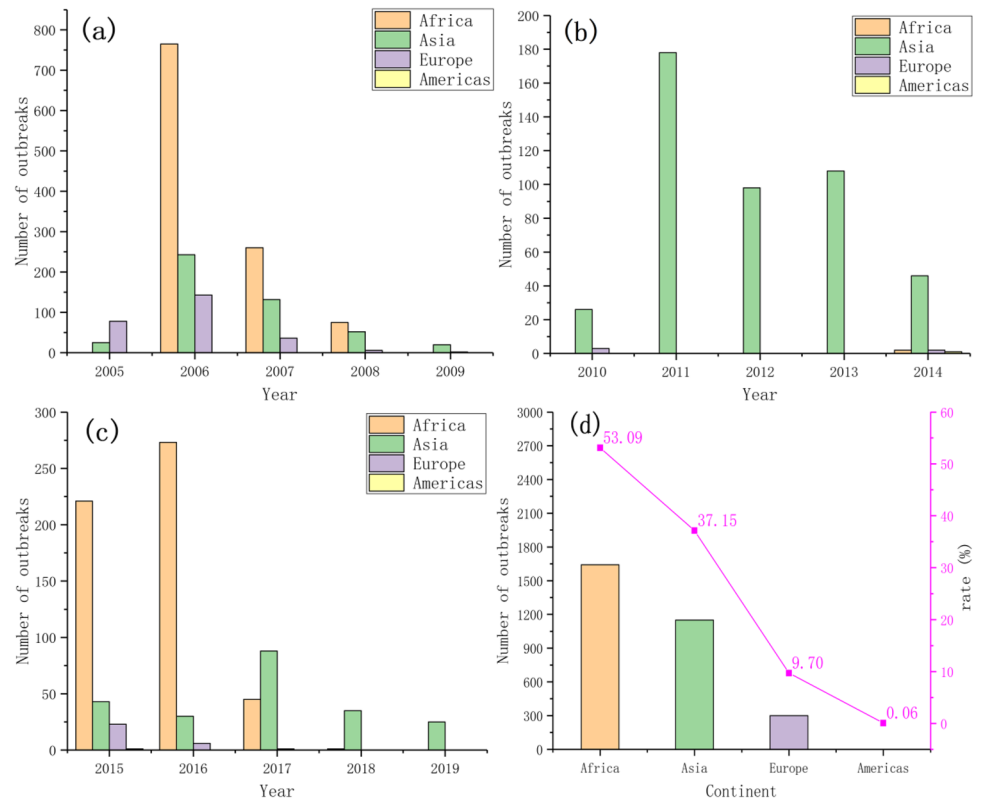 (a)
Africa
Asia
Europe
Americas
Number of outbreaks
800
700
600
500
400
300
200
100
0
2005 2006 2007 2008 2009
Year
(b)
Africa
Asia
Europe
Americas
Number of outbreaks
200
180
160
140
120
100
80
60
40
20
0
2010 2011 2012 2013 2014
Year
(c)
Africa
Asia
Europe
Americas
Number of outbreaks
300
250
200
150
100
50
0
2015 2016 2017 2018 2019
Year
(d)
Number of outbreaks
3000
2700
2400
2100
1800
1500
1200
900
600
300
0
53.09
37.15
9.70
0.06
60
50
40
30
20
10
0
rate (%)
Africa Asia Europe Americas
Continent